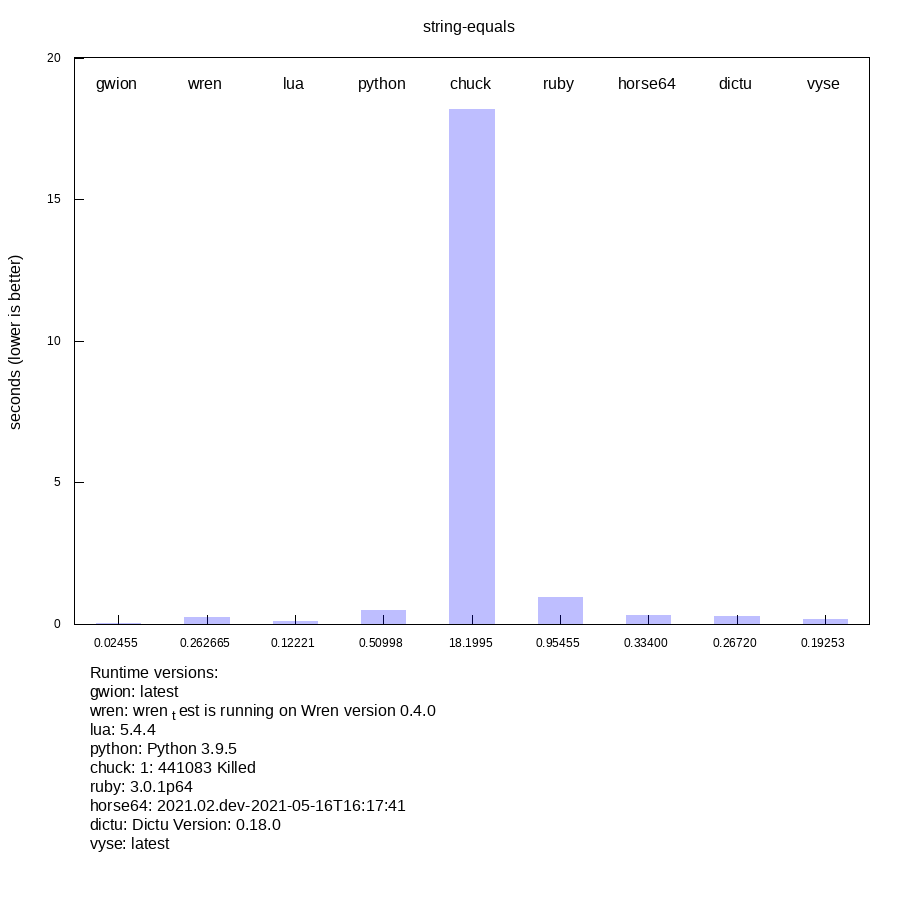 string-equals
20
gwion wren lua python chuck ruby horse64 dictu vyse
15
seconds (lower is better)
10
5
0
0.02455 0.262665 0.12221 0.50998 18.1995 0.95455 0.33400 0.26720 0.19253
Runtime versions:
gwion: latest
wren: wren t est is running on Wren version 0.4.0
lua: 5.4.4
python: Python 3.9.5
chuck: 1: 441083 Killed
ruby: 3.0.1p64
horse64: 2021.02.dev-2021-05-16T16:17:41
dictu: Dictu Version: 0.18.0
vyse: latest